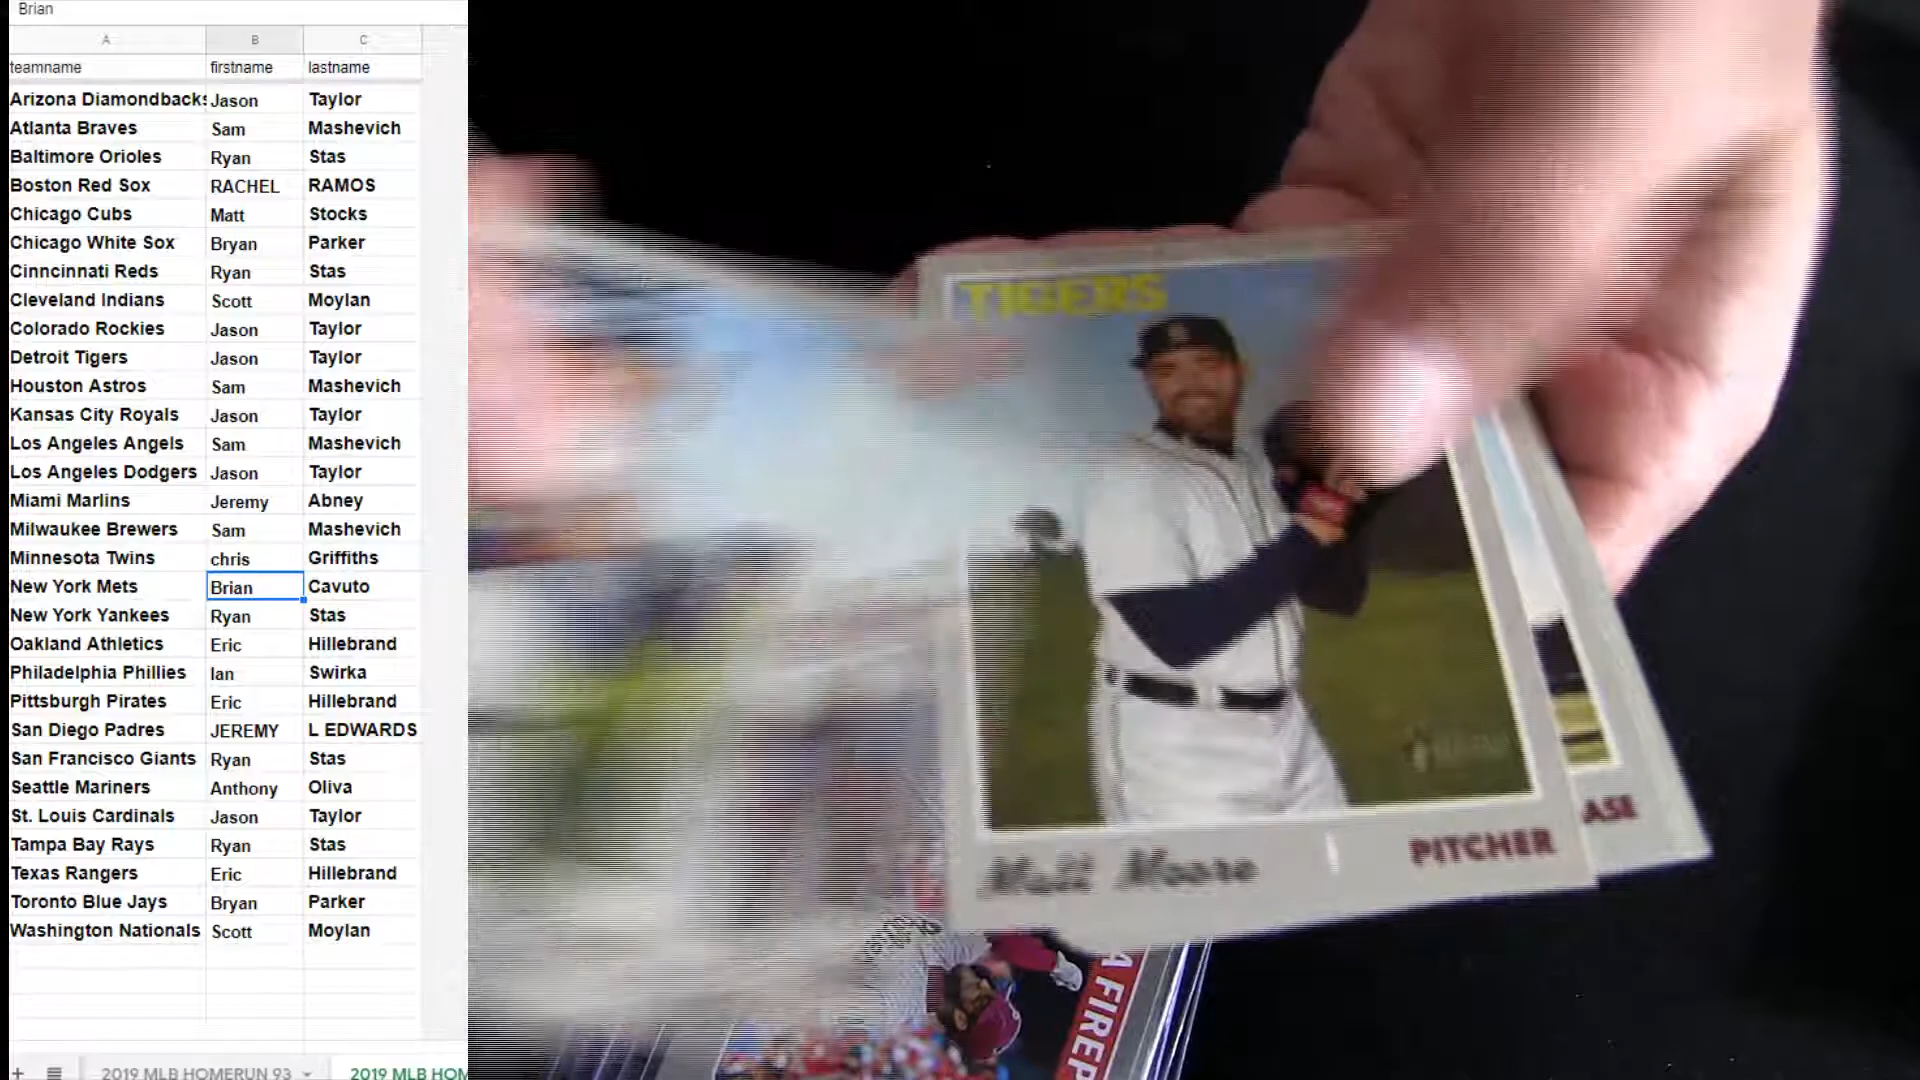 Brian
A B C
teamname firstname lastname
Arizona Diamondbacks Jason Taylor
Atlanta Braves Sam Mashevich
Baltimore Orioles Ryan Stas
Boston Red Sox RACHEL RAMOS
Chicago Cubs Matt Stocks
Chicago White Sox Bryan Parker
Cinncinnati Reds Ryan Stas
Cleveland Indians Scott Moylan
Colorado Rockies Jason Taylor
Detroit Tigers Jason Taylor
Houston Astros Sam Mashevich
Kansas City Royals Jason Taylor
Los Angeles Angels Sam Mashevich
Los Angeles Dodgers Jason Taylor
Miami Marlins Jeremy Abney
Milwaukee Brewers Sam Mashevich
Minnesota Twins chris Griffiths
New York Mets Brian Cavuto
New York Yankees Ryan Stas
Oakland Athletics Eric Hillebrand
Philadelphia Phillies Ian Swirka
Pittsburgh Pirates Eric Hillebrand
San Diego Padres JEREMY L EDWARDS
San Francisco Giants Ryan Stas
Seattle Mariners Anthony Oliva
St. Louis Cardinals Jason Taylor
Tampa Bay Rays Ryan Stas
Texas Rangers Eric Hillebrand
Toronto Blue Jays Bryan Parker
Washington Nationals Scott Moylan
2019 MLB HOMERUN 93 2019 MLB HOM
TIGERS
Matt Moore PITCHER
ASE
A FIREP